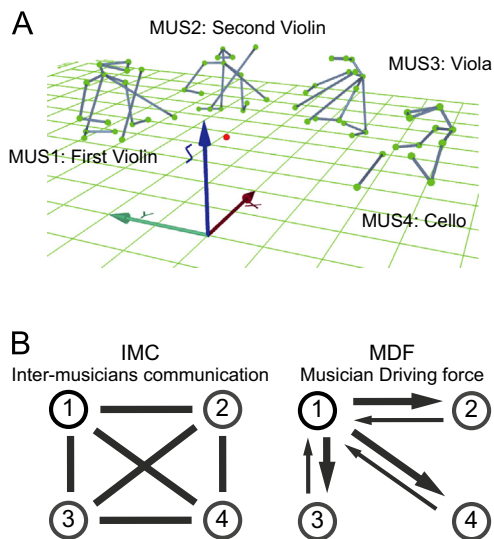 A
MUS2: Second Violin
MUS3: Viola
MUS1: First Violin
MUS4: Cello
B
IMC
Inter-musicians communication
1 2
3 4
MDF
Musician Driving force
1 2
3 4